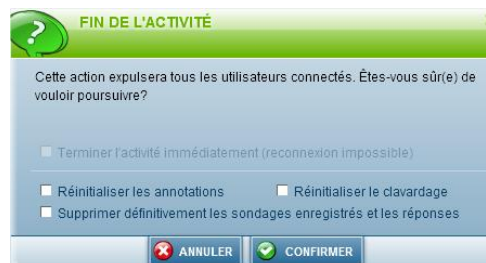 FIN DE L'ACTIVITÉ
Cette action expulsera tous les utilisateurs connectés. Êtes-vous sûr(e) de
vouloir poursuivre?
Terminer l'activité immédiatement (reconnexion impossible)
Réinitialiser les annotations Réinitialiser le clavardage
Supprimer définitivement les sondages enregistrés et les réponses
ANNULER CONFIRMER